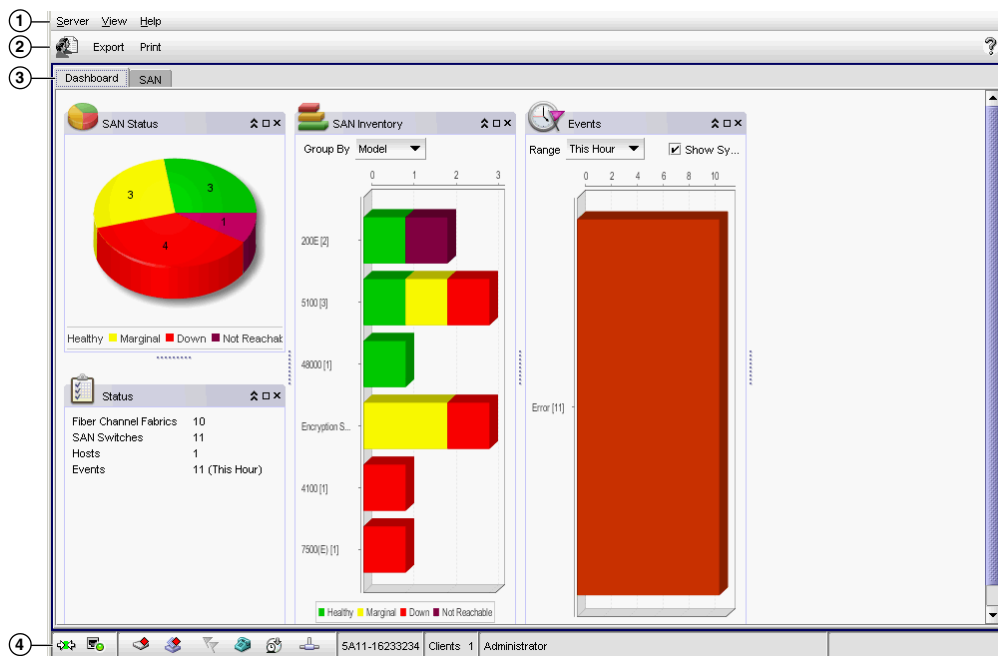 1 Server View Help
2 Export Print ?
3 Dashboard SAN
SAN Status
3
3
1
4
Healthy Marginal Down Not Reachat
Status
Fiber Channel Fabrics 10
SAN Switches 11
Hosts 1
Events 11 (This Hour)
SAN Inventory
Group By Model
0 1 2 3
200E [2]
5100 [3]
48000 [1]
Encryption S...
4100 [1]
7500(E) [1]
Healthy Marginal Down Not Reachable
Events
Range This Hour Show Sy...
0 2 4 6 8 10
Error [11]
4 5A11-16233234 Clients 1 Administrator